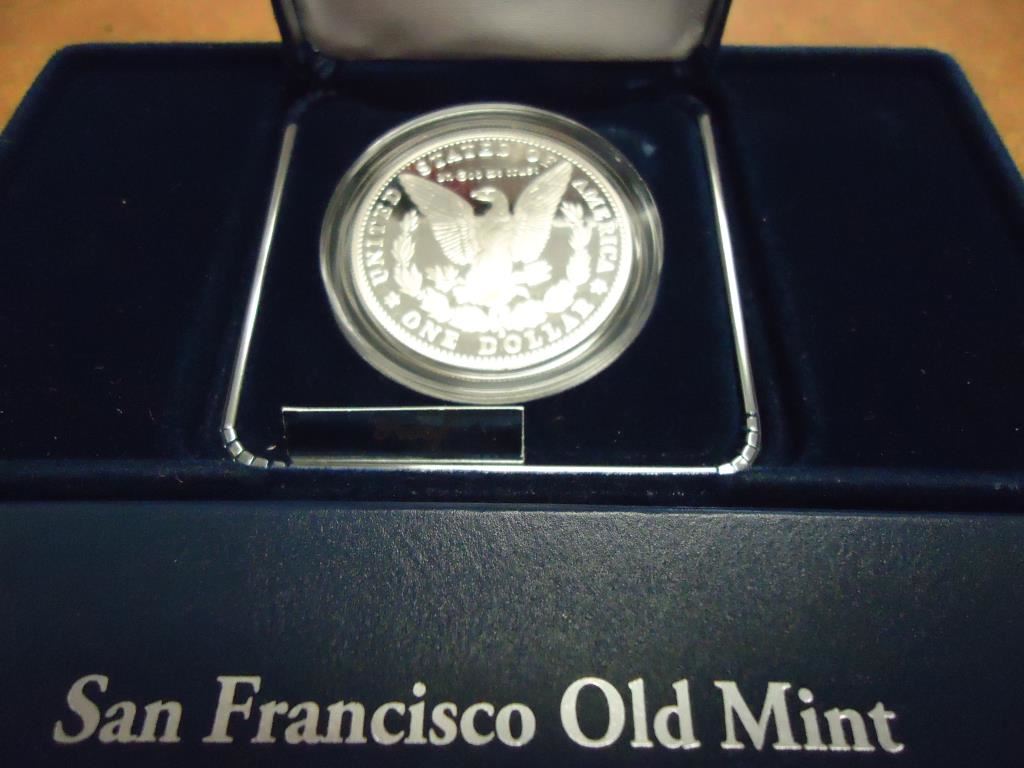 UNITED STATES OF AMERICA
In God we trust
ONE DOLLAR
San Francisco Old Mint